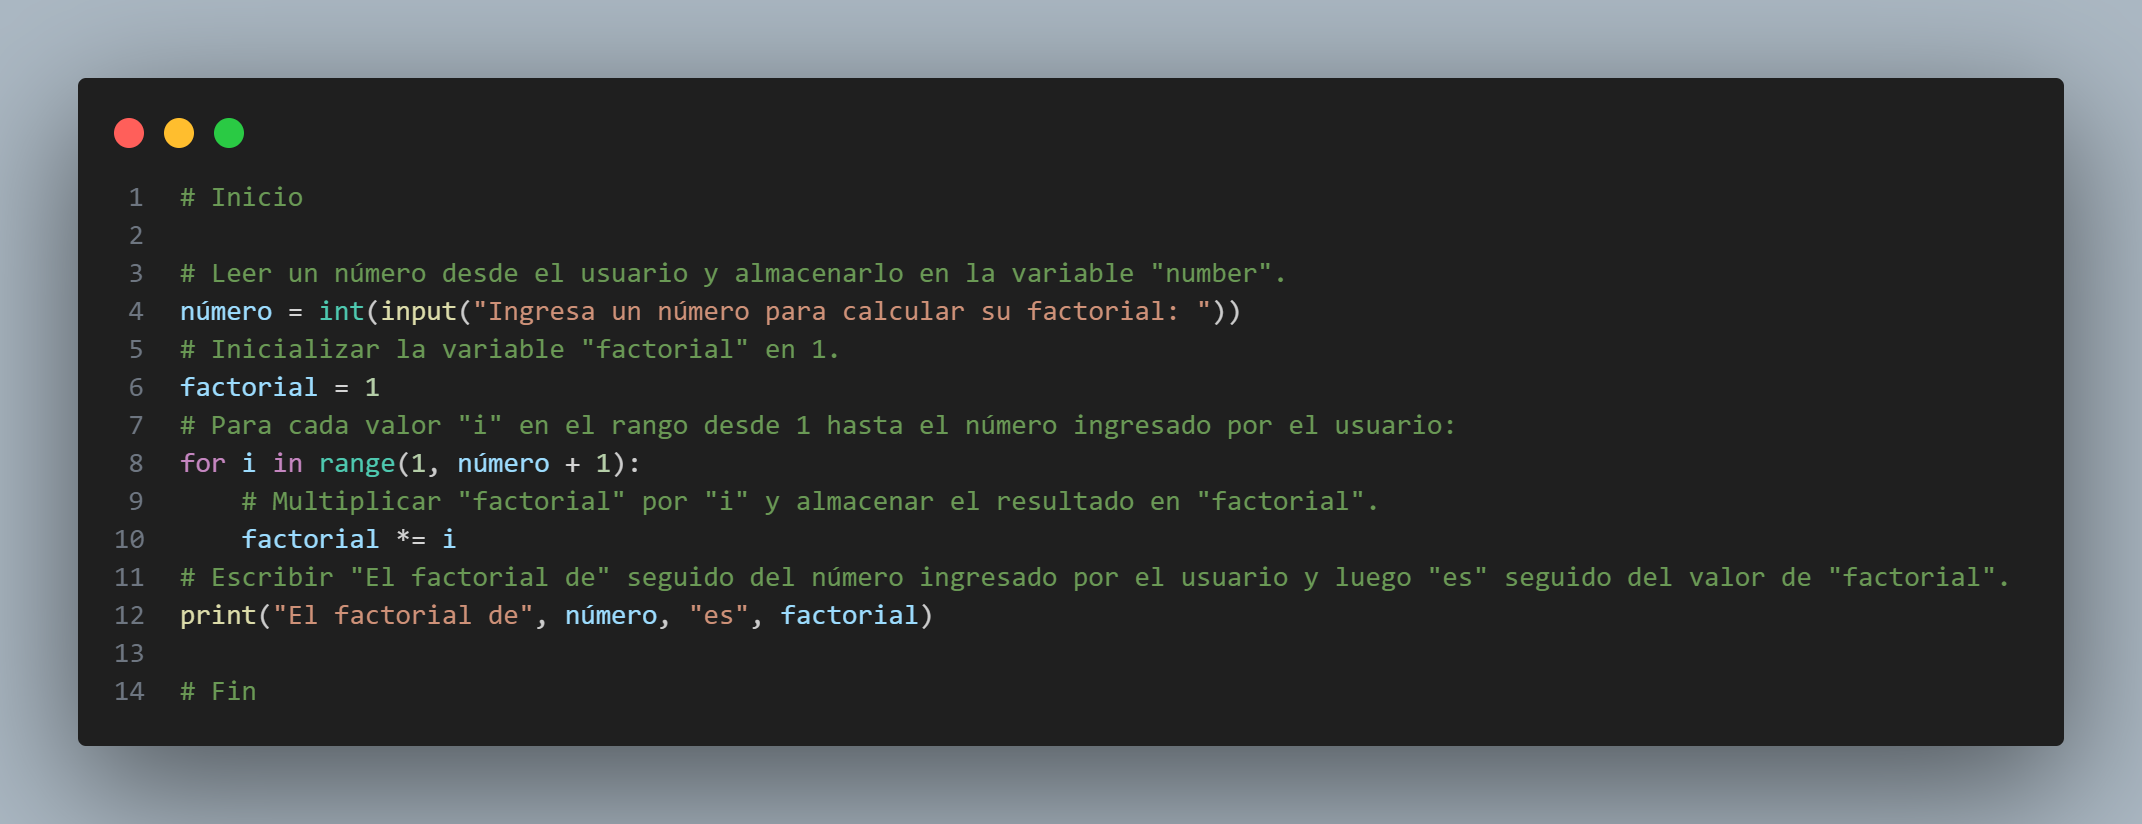 1 # Inicio
2
3 # Leer un número desde el usuario y almacenarlo en la variable "number".
4 número = int(input("Ingresa un número para calcular su factorial: "))
5 # Inicializar la variable "factorial" en 1.
6 factorial = 1
7 # Para cada valor "i" en el rango desde 1 hasta el número ingresado por el usuario:
8 for i in range(1, número + 1):
9     # Multiplicar "factorial" por "i" y almacenar el resultado en "factorial".
10     factorial *= i
11 # Escribir "El factorial de" seguido del número ingresado por el usuario y luego "es" seguido del valor de "factorial".
12 print("El factorial de", número, "es", factorial)
13
14 # Fin